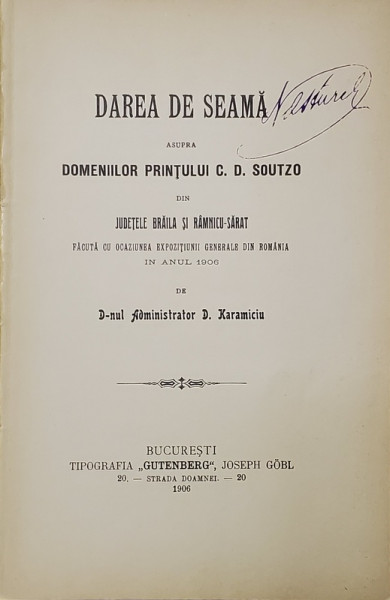 DAREA DE SEAMĂ
Nasturel
ASUPRA
DOMENIILOR PRINȚULUI C. D. SOUTZO
DIN
JUDEȚELE BRĂILA ȘI RÂMNICU-SĂRAT
FĂCUTĂ CU OCAZIUNEA EXPOZIȚIUNII GENERALE DIN ROMÂNIA
IN ANUL 1906
DE
D-nul Administrator D. Karamiciu
BUCUREȘTI
TIPOGRAFIA „GUTENBERG", JOSEPH GÖBL
20. — STRADA DOAMNEI. — 20
1906